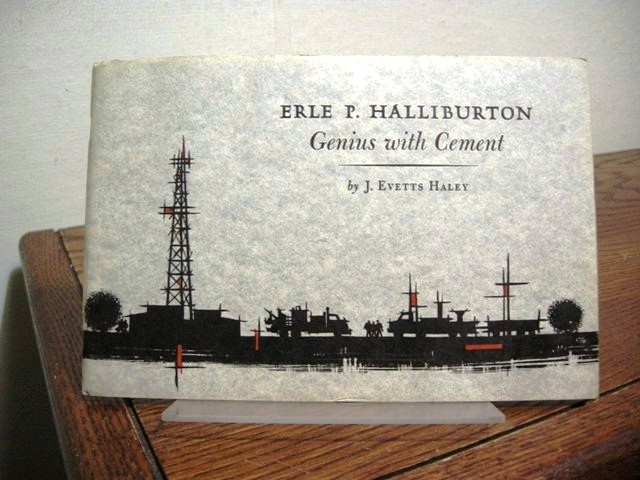 ERLE P. HALLIBURTON
Genius with Cement
by J. EVETTS HALEY